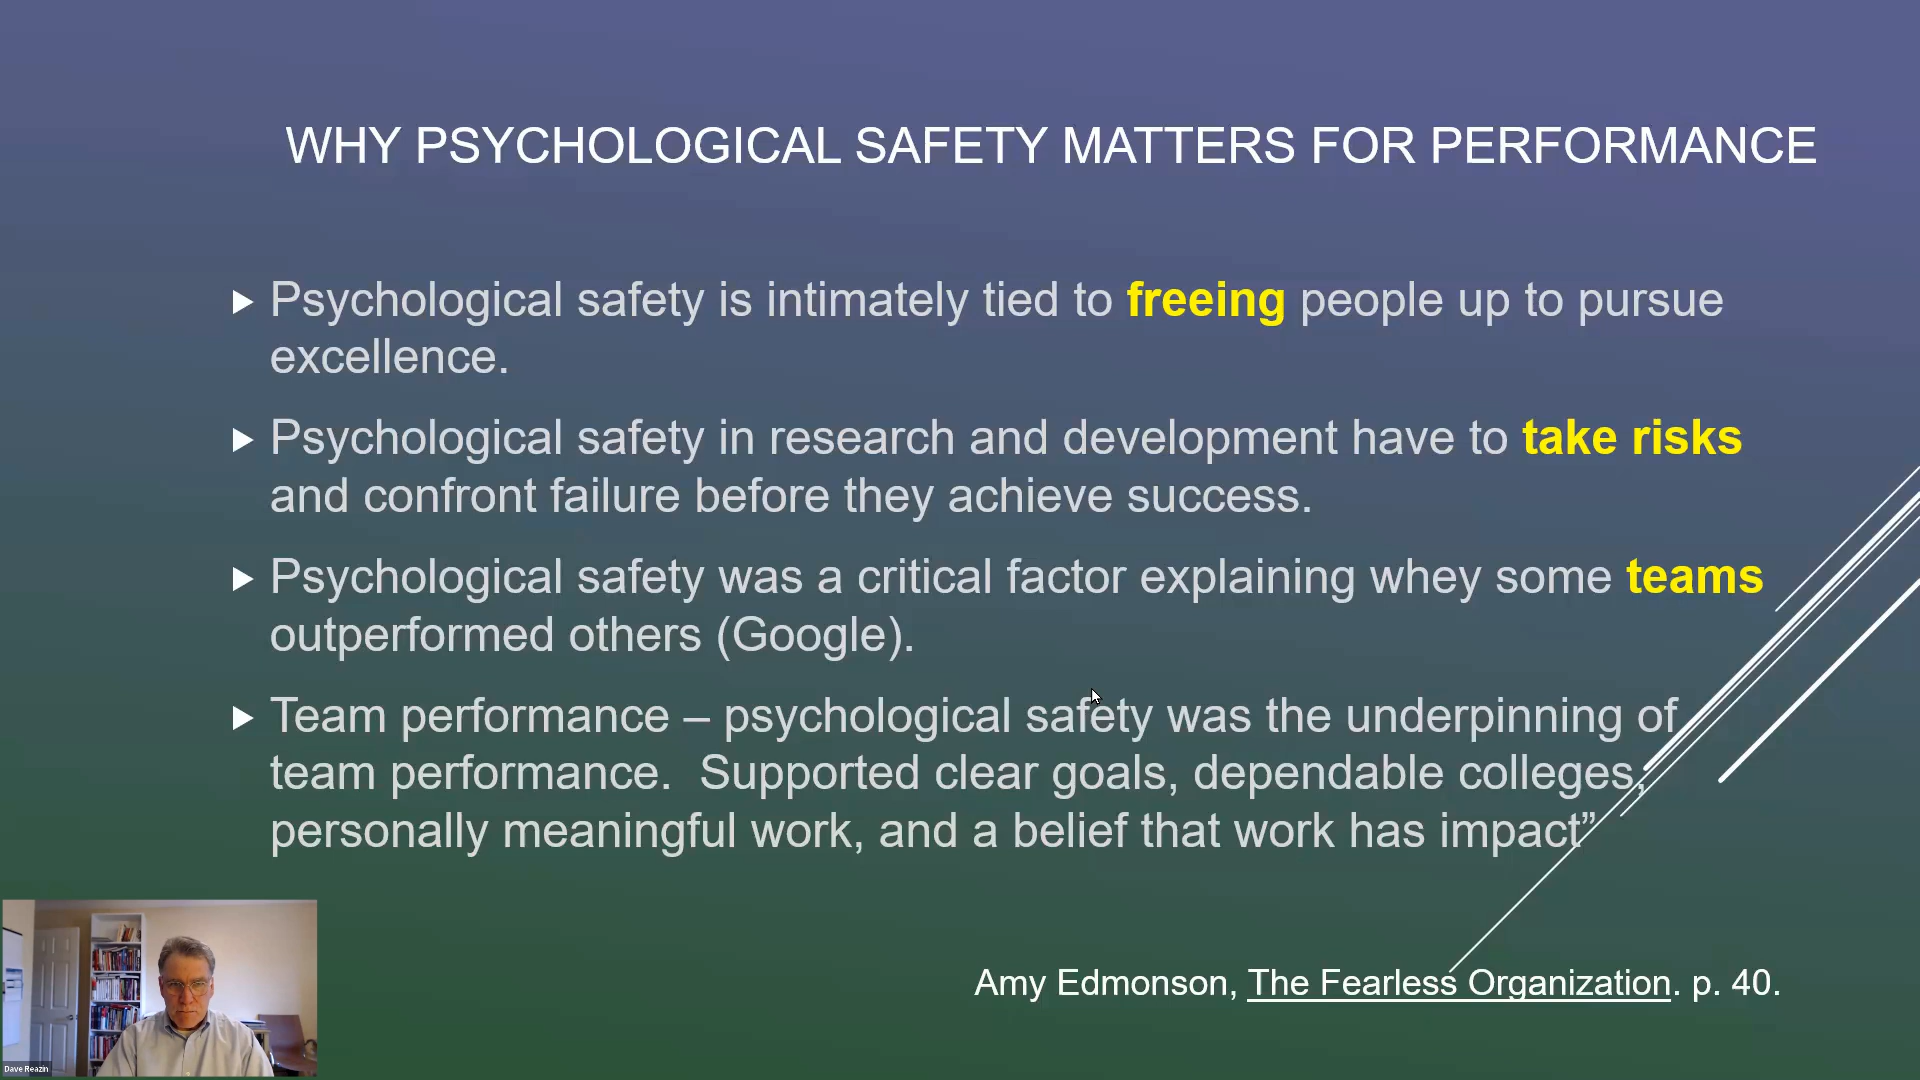 WHY PSYCHOLOGICAL SAFETY MATTERS FOR PERFORMANCE
Psychological safety is intimately tied to freeing people up to pursue
excellence.
Psychological safety in research and development have to take risks
and confront failure before they achieve success.
Psychological safety was a critical factor explaining whey some teams
outperformed others (Google).
Team performance – psychological safety was the underpinning of
team performance.  Supported clear goals, dependable colleges,
personally meaningful work, and a belief that work has impact”
Amy Edmonson, The Fearless Organization. p. 40.
Dave Reazin